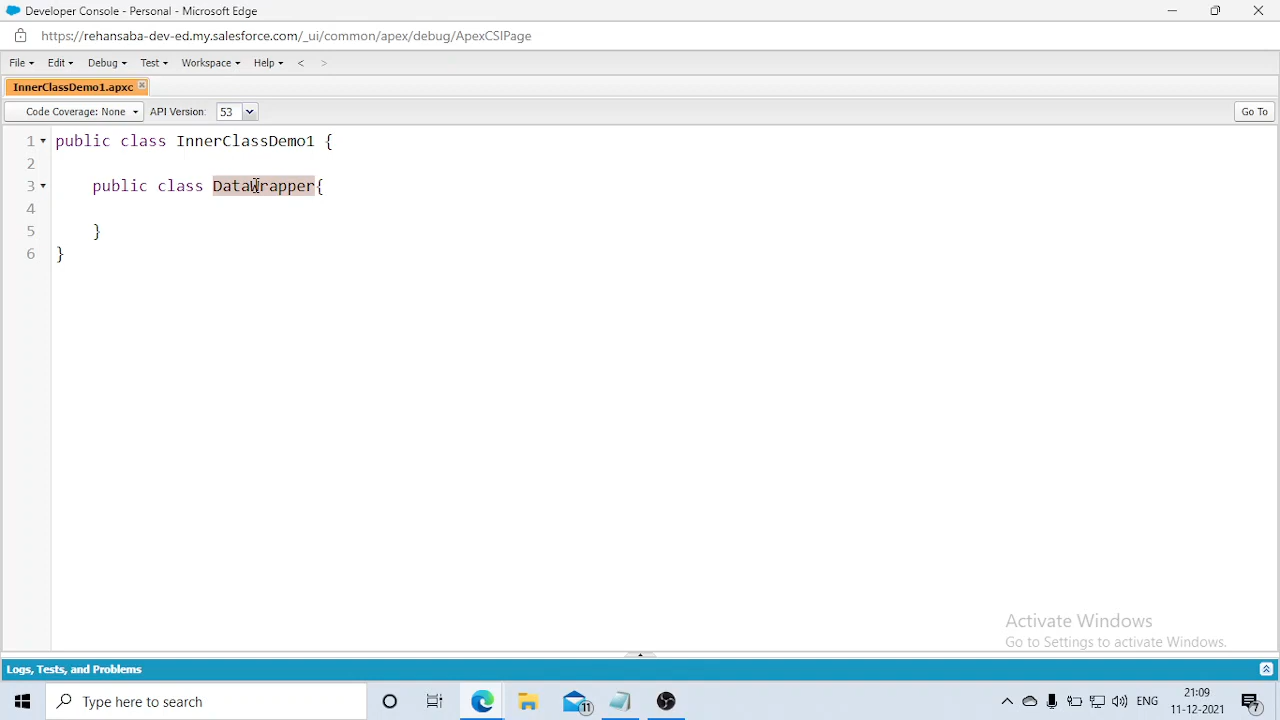 Developer Console - Personal - Microsoft Edge
https://rehansaba-dev-ed.my.salesforce.com/_ui/common/apex/debug/ApexCSIPage
File Edit Debug Test Workspace Help < >
InnerClassDemo1.apxc
Code Coverage: None API Version: 53 Go To
1 public class InnerClassDemo1 {
2
3 public class DataWrapper{
4
5 }
6 }
Activate Windows
Go to Settings to activate Windows.
Logs, Tests, and Problems
Type here to search 11 ENG 21:09 7
11-12-2021